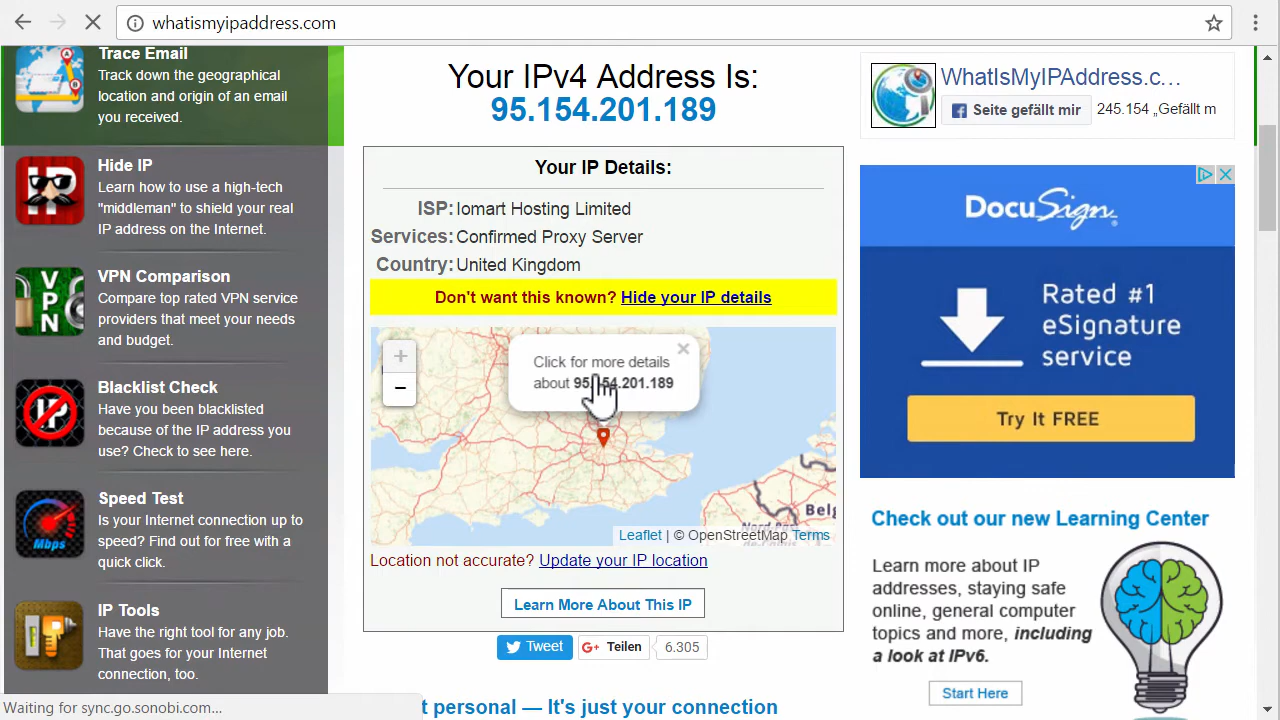 whatismyipaddress.com
Trace Email
Track down the geographical
location and origin of an email
you received.
Hide IP
Learn how to use a high-tech
"middleman" to shield your real
IP address on the Internet.
VPN
VPN Comparison
Compare top rated VPN service
providers that meet your needs
and budget.
IP
Blacklist Check
Have you been blacklisted
because of the IP address you
use? Check to see here.
Mbps
Speed Test
Is your Internet connection up to
speed? Find out for free with a
quick click.
IP Tools
Have the right tool for any job.
That goes for your Internet
connection, too.
Waiting for sync.go.sonobi.com...
Your IPv4 Address Is:
95.154.201.189
Your IP Details:
ISP: Iomart Hosting Limited
Services: Confirmed Proxy Server
Country: United Kingdom
Don't want this known? Hide your IP details
+
−
Click for more details
about 95.154.201.189
×
Belg
Leaflet | © OpenStreetMap Terms
Location not accurate? Update your IP location
Learn More About This IP
Tweet
G+ Teilen
6.305
t personal — It's just your connection
WhatIsMyIPAddress.c...
Seite gefällt mir
245.154 „Gefällt m
DocuSign
Rated #1
eSignature
service
Try It FREE
Check out our new Learning Center
Learn more about IP
addresses, staying safe
online, general computer
topics and more, including
a look at IPv6.
Start Here